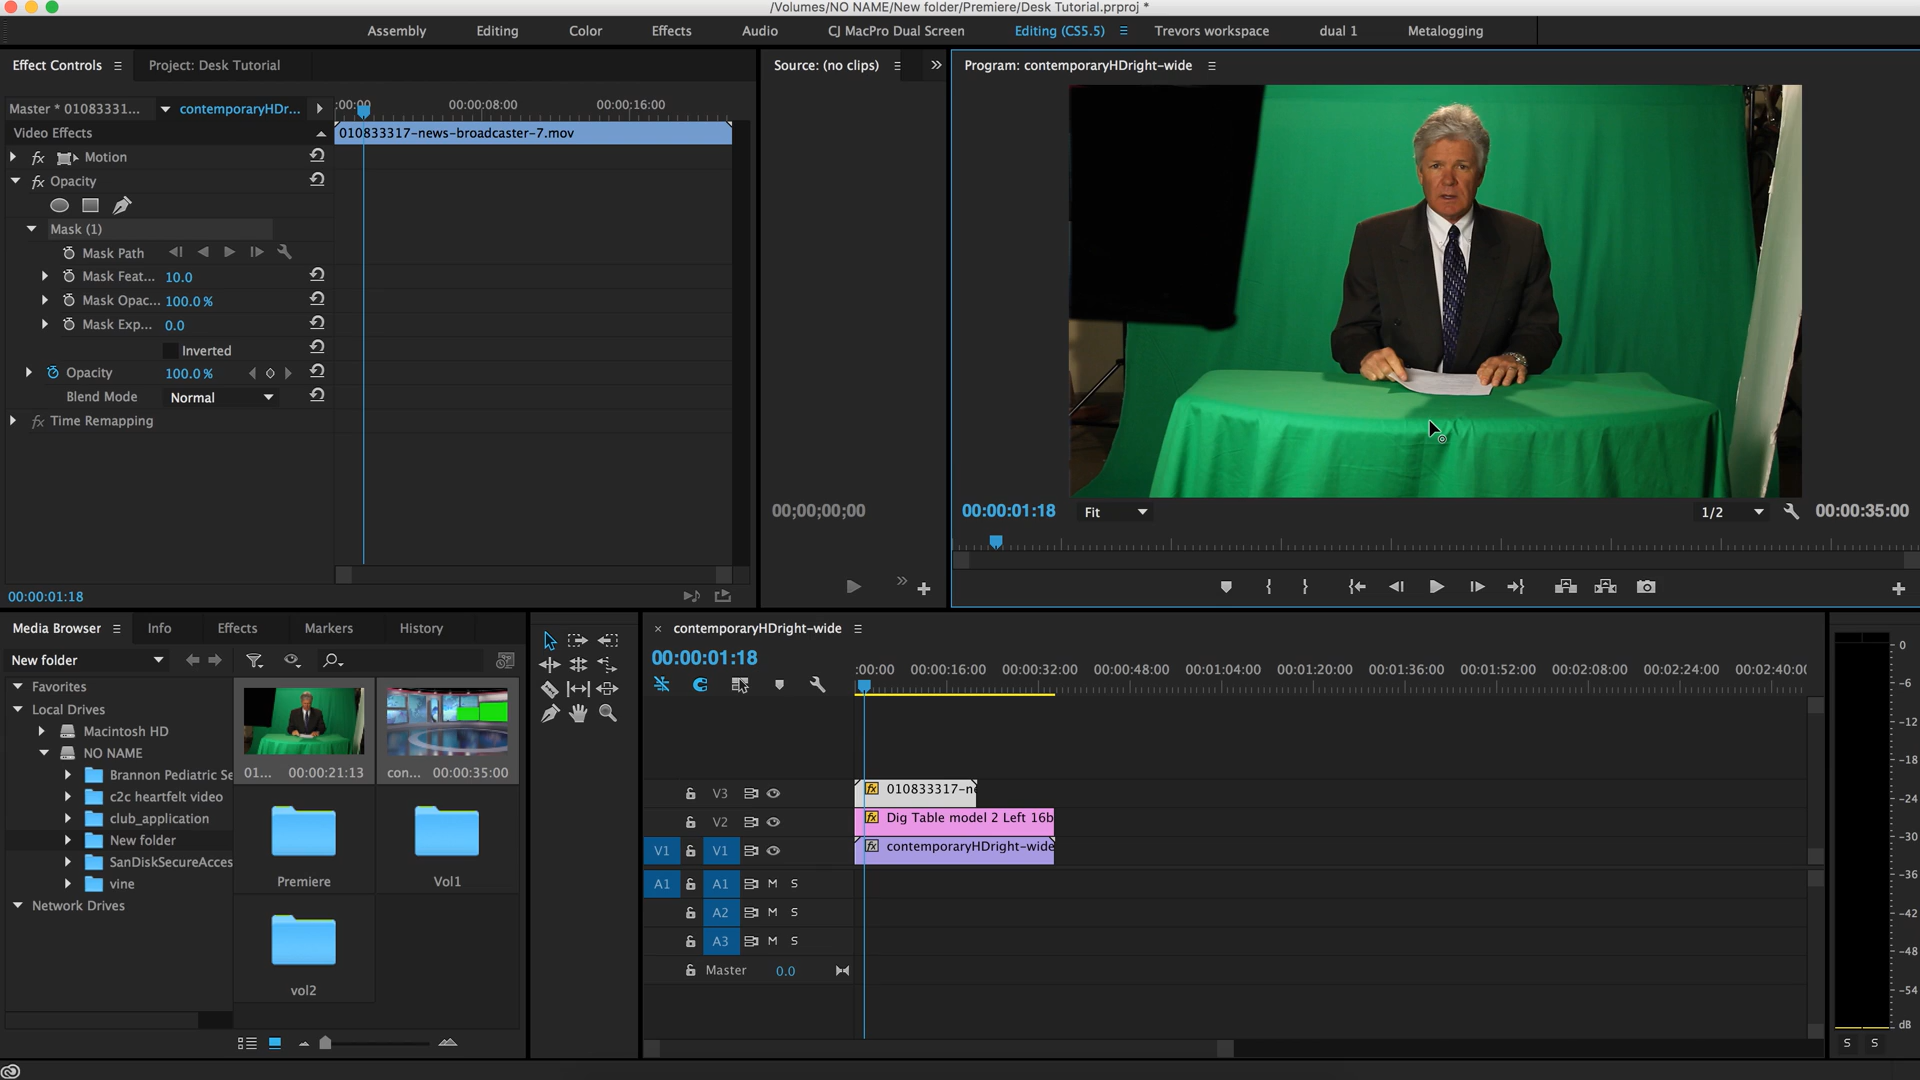 /Volumes/NO NAME/New folder/Premiere/Desk Tutorial.prproj *
Assembly Editing Color Effects Audio CJ MacPro Dual Screen Editing (CS5.5) Trevors workspace dual 1 Metalogging
Effect Controls Project: Desk Tutorial
Source: (no clips)
Program: contemporaryHDright-wide
Master * 01083331... contemporaryHDr...
:00:00 00:00:08:00 00:00:16:00
Video Effects
010833317-news-broadcaster-7.mov
fx Motion
fx Opacity
Mask (1)
Mask Path
Mask Feat... 10.0
Mask Opac... 100.0 %
Mask Exp... 0.0
Inverted
Opacity 100.0 %
Blend Mode Normal
fx Time Remapping
00;00;00;00
00:00:01:18 Fit 1/2 00:00:35:00
00:00:01:18
Media Browser Info Effects Markers History
New folder
Favorites
Local Drives
Macintosh HD
NO NAME
Brannon Pediatric Se
c2c heartfelt video
club_application
New folder
SanDiskSecureAcces
vine
Network Drives
01... 00:00:21:13
con... 00:00:35:00
Premiere
Vol1
vol2
× contemporaryHDright-wide
00:00:01:18
:00:00 00:00:16:00 00:00:32:00 00:00:48:00 00:01:04:00 00:01:20:00 00:01:36:00 00:01:52:00 00:02:08:00 00:02:24:00 00:02:40:0
V3 fx 010833317-ne
V2 fx Dig Table model 2 Left 16b
V1 V1 fx contemporaryHDright-wide
A1 A1 M S
A2 M S
A3 M S
Master 0.0
0
-6
-12
-18
-24
-30
-36
-42
-48
-54
dB
S S